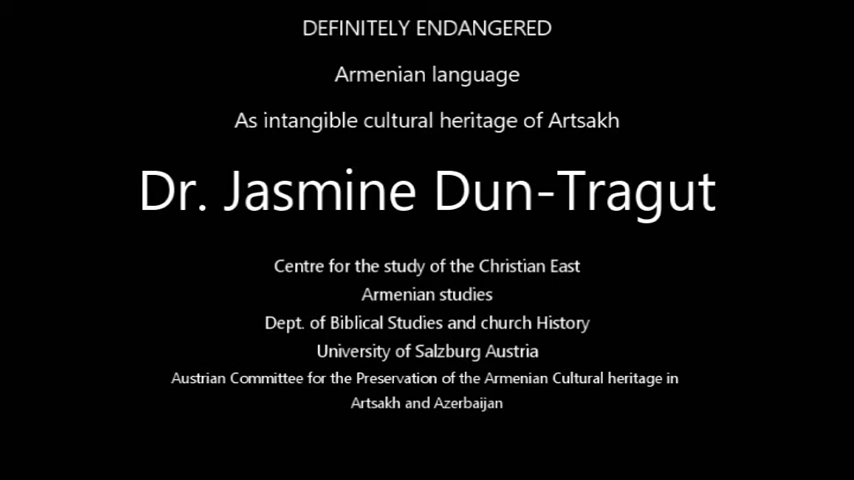 DEFINITELY ENDANGERED
Armenian language
As intangible cultural heritage of Artsakh
Dr. Jasmine Dun-Tragut
Centre for the study of the Christian East
Armenian studies
Dept. of Biblical Studies and church History
University of Salzburg Austria
Austrian Committee for the Preservation of the Armenian Cultural heritage in
Artsakh and Azerbaijan